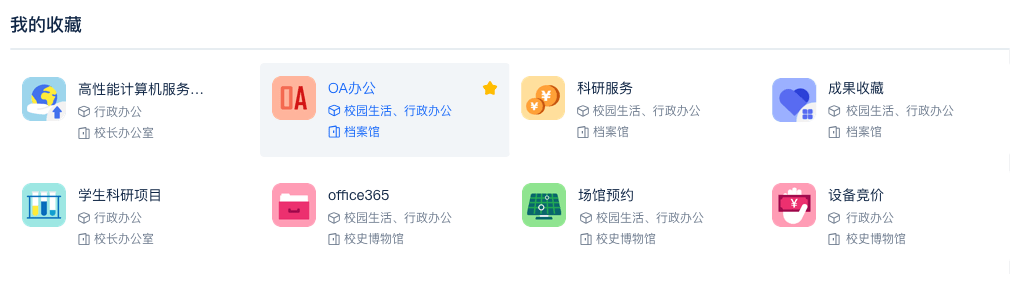 我的收藏
高性能计算机服务...
行政办公
校长办公室
OA
OA办公
校园生活、行政办公
档案馆
科研服务
校园生活、行政办公
档案馆
成果收藏
校园生活、行政办公
档案馆
学生科研项目
行政办公
校长办公室
office365
校园生活、行政办公
校史博物馆
场馆预约
校园生活、行政办公
校史博物馆
设备竞价
行政办公
校史博物馆